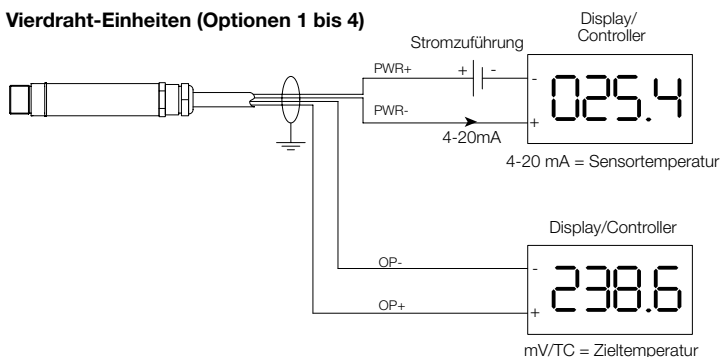 Vierdraht-Einheiten (Optionen 1 bis 4)
Stromzuführung
Display/
Controller
PWR+
+ -
-
025.4
PWR-
+
4-20mA
4-20 mA = Sensortemperatur
Display/Controller
OP-
-
238.6
OP+
+
mV/TC = Zieltemperatur